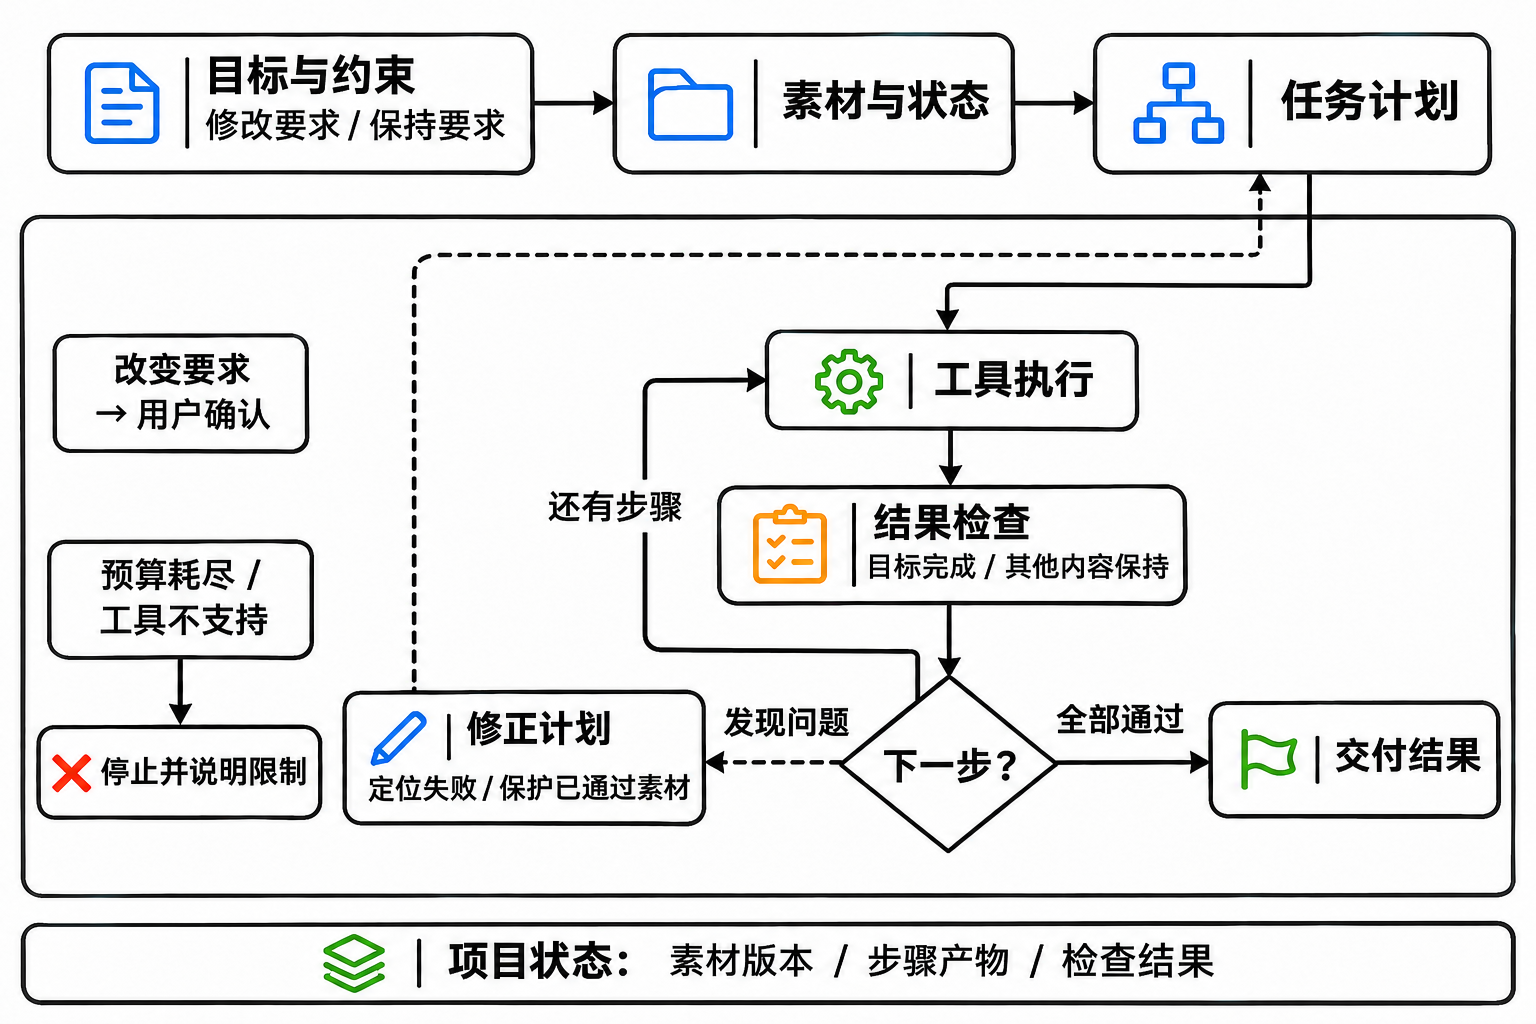 目标与约束
修改要求 / 保持要求
素材与状态
任务计划
改变要求
→ 用户确认
工具执行
还有步骤
结果检查
目标完成 / 其他内容保持
预算耗尽 /
工具不支持
停止并说明限制
修正计划
定位失败 / 保护已通过素材
发现问题
下一步?
全部通过
交付结果
项目状态: 素材版本 / 步骤产物 / 检查结果